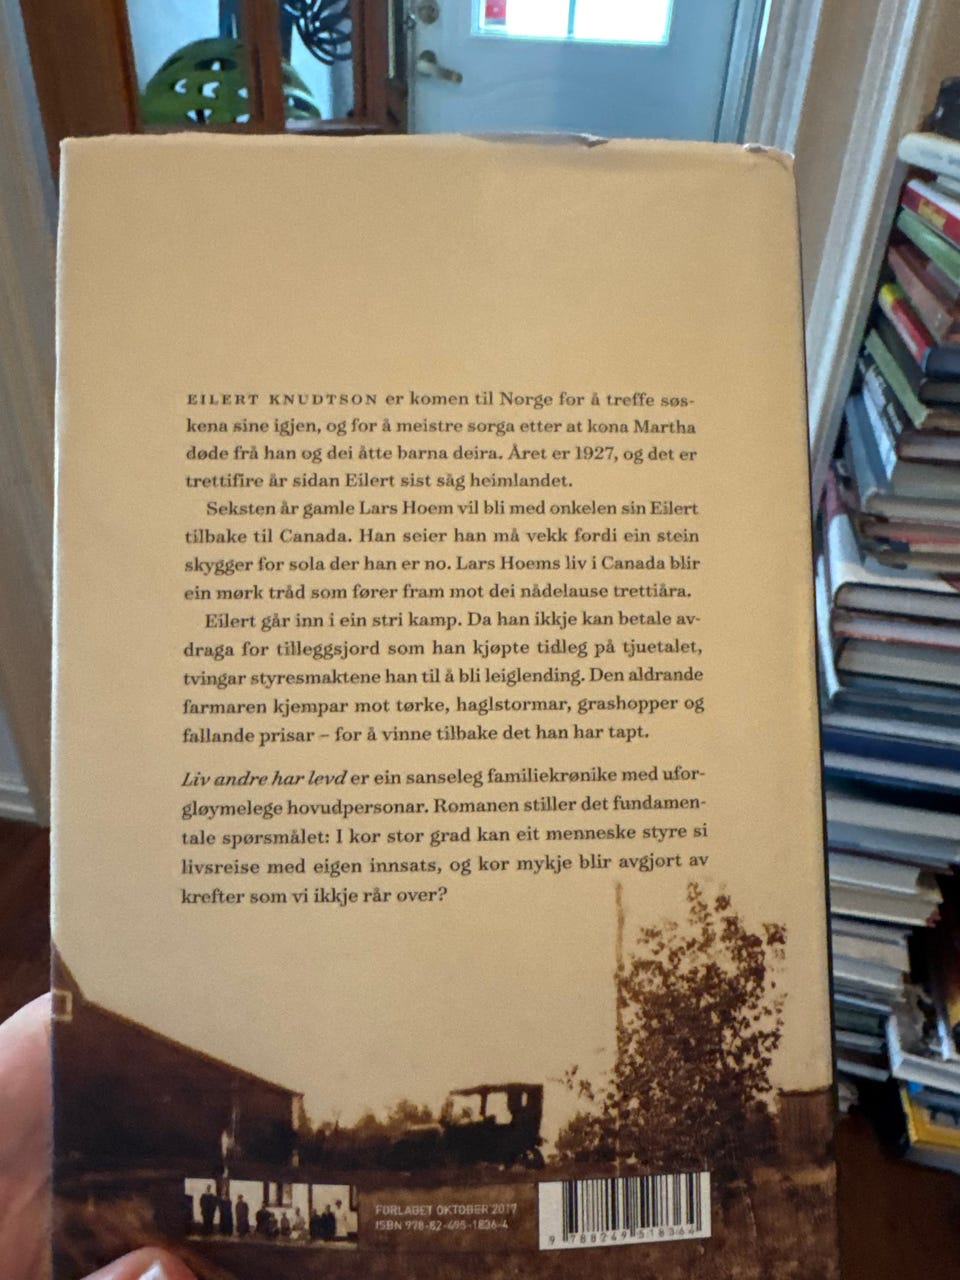 EILERT KNUDTSON er komen til Norge for å treffe søs-
kena sine igjen, og for å meistre sorga etter at kona Martha
døde frå han og dei åtte barna deira. Året er 1927, og det er
trettifire år sidan Eilert sist såg heimlandet.
Seksten år gamle Lars Hoem vil bli med onkelen sin Eilert
tilbake til Canada. Han seier han må vekk fordi ein stein
skygger for sola der han er no. Lars Hoems liv i Canada blir
ein mørk tråd som fører fram mot dei nådelause trettiåra.
Eilert går inn i ein stri kamp. Da han ikkje kan betale av-
draga for tilleggsjord som han kjøpte tidleg på tjuetalet,
tvingar styresmaktene han til å bli leiglending. Den aldrande
farmaren kjempar mot tørke, haglstormar, grashopper og
fallande prisar – for å vinne tilbake det han har tapt.
Liv andre har levd er ein sanseleg familiekrønike med ufor-
gløymelege hovudpersonar. Romanen stiller det fundamen-
tale spørsmålet: I kor stor grad kan eit menneske styre si
livsreise med eigen innsats, og kor mykje blir avgjort av
krefter som vi ikkje rår over?
FORLAGET OKTOBER 2017
ISBN 978-82-495-1836-4
9 788249 518364